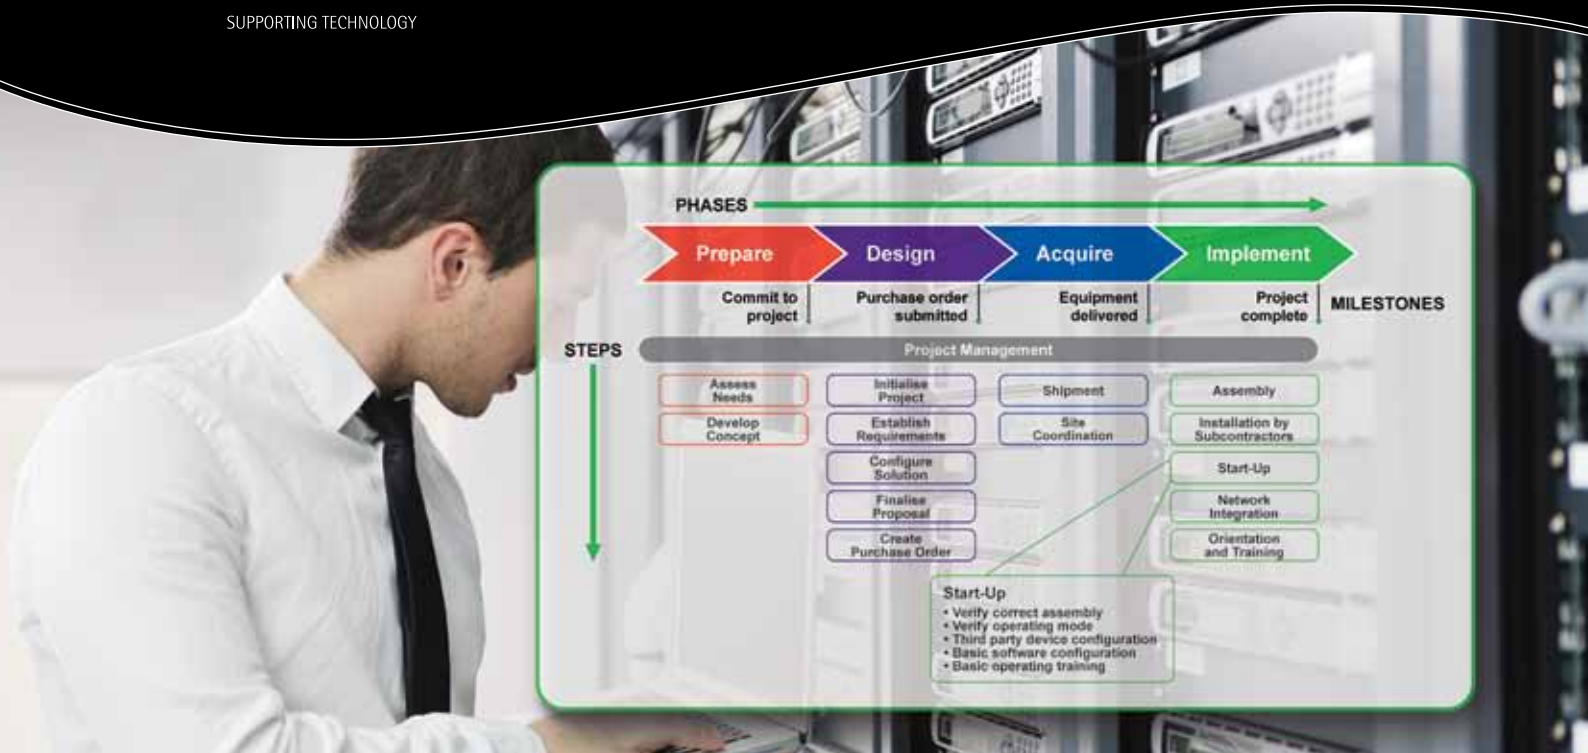 SUPPORTING TECHNOLOGY
PHASES
Prepare
Design
Acquire
Implement
Commit to
project
Purchase order
submitted
Equipment
delivered
Project
complete
MILESTONES
STEPS
Project Management
Assess
Needs
Develop
Concept
Initialise
Project
Establish
Requirements
Configure
Solution
Finalise
Proposal
Create
Purchase Order
Shipment
Site
Coordination
Assembly
Installation by
Subcontractors
Start-Up
Network
Integration
Orientation
and Training
Start-Up
• Verify correct assembly
• Verify operating mode
• Third party device configuration
• Basic software configuration
• Basic operating training